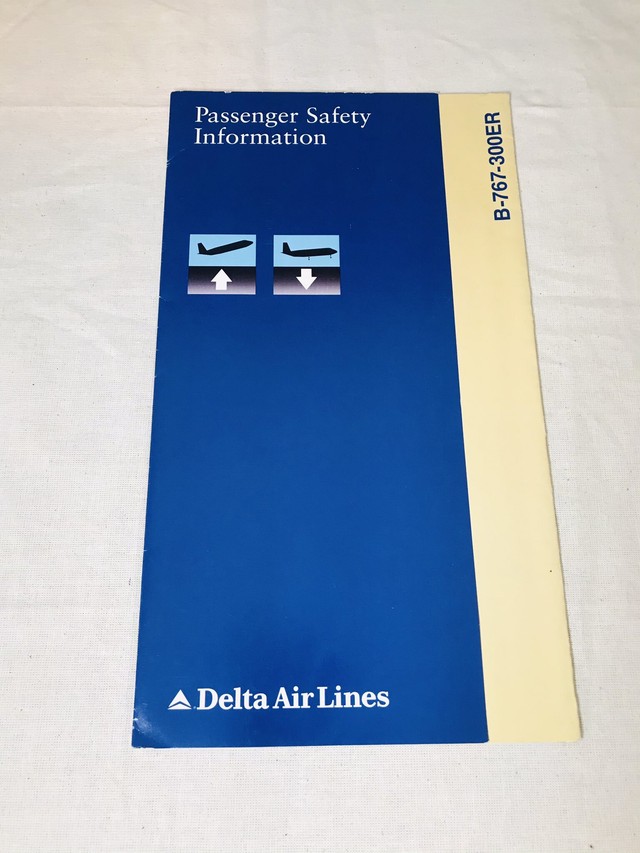 Passenger Safety
Information
B-767-300ER
Delta Air Lines